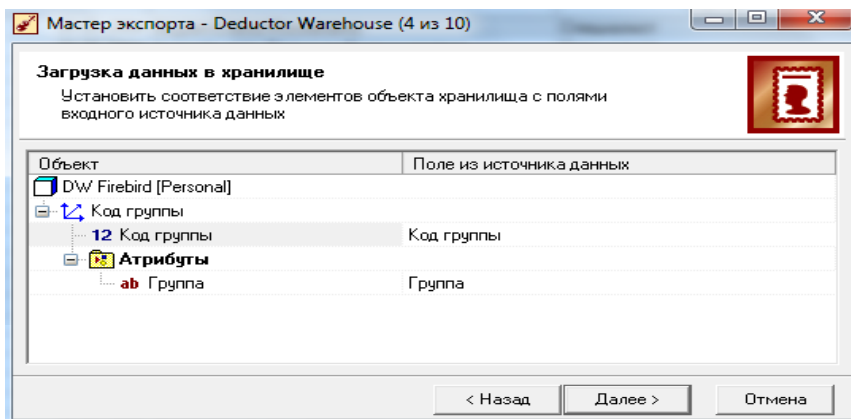 Мастер экспорта - Deductor Warehouse (4 из 10)
Загрузка данных в хранилище
Установить соответствие элементов объекта хранилища с полями
входного источника данных
Объект Поле из источника данных
DW Firebird [Personal]
Код группы
12 Код группы Код группы
Атрибуты
ab Группа Группа
< Назад Далее > Отмена